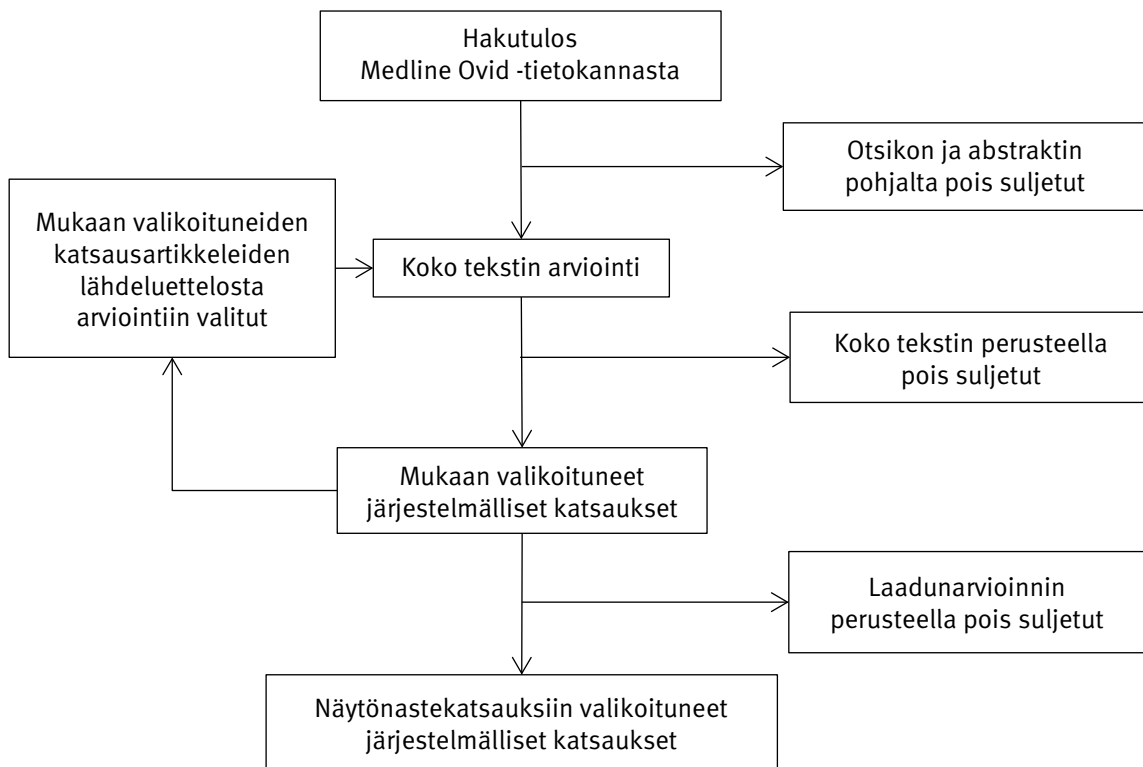 Hakutulos
Medline Ovid -tietokannasta
Otsikon ja abstraktin
pohjalta pois suljetut
Mukaan valikoituneiden
katsausartikkeleiden
lähdeluettelosta
arviointiin valitut
Koko tekstin arviointi
Koko tekstin perusteella
pois suljetut
Mukaan valikoituneet
järjestelmälliset katsaukset
Laadunarvioinnin
perusteella pois suljetut
Näytönastekatsauksiin valikoituneet
järjestelmälliset katsaukset